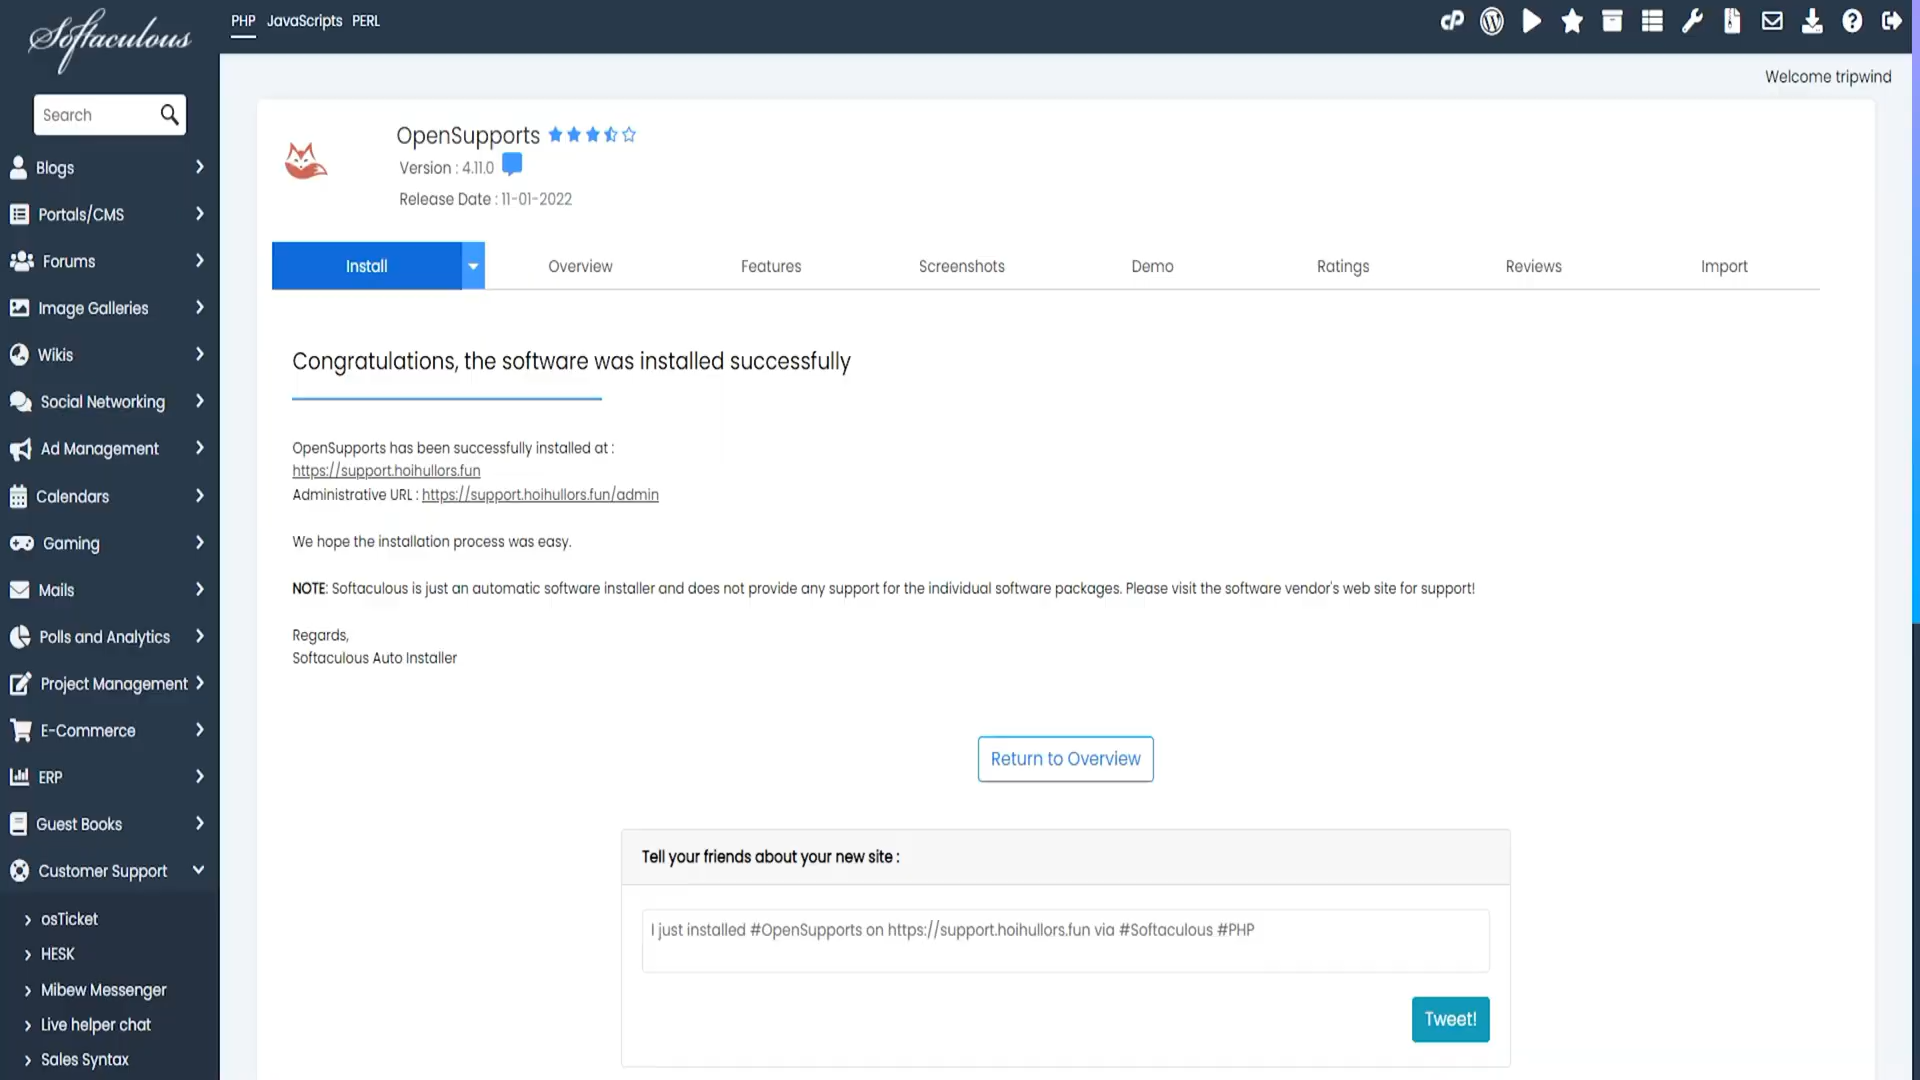 Softaculous
PHP JavaScripts PERL
Welcome tripwind
Search
Blogs
Portals/CMS
Forums
Image Galleries
Wikis
Social Networking
Ad Management
Calendars
Gaming
Mails
Polls and Analytics
Project Management
E-Commerce
ERP
Guest Books
Customer Support
osTicket
HESK
Mibew Messenger
Live helper chat
Sales Syntax
OpenSupports
Version : 4.11.0
Release Date : 11-01-2022
Install Overview Features Screenshots Demo Ratings Reviews Import
Congratulations, the software was installed successfully
OpenSupports has been successfully installed at :
https://support.hoihullors.fun
Administrative URL : https://support.hoihullors.fun/admin
We hope the installation process was easy.
NOTE: Softaculous is just an automatic software installer and does not provide any support for the individual software packages. Please visit the software vendor's web site for support!
Regards,
Softaculous Auto Installer
Return to Overview
Tell your friends about your new site :
I just installed #OpenSupports on https://support.hoihullors.fun via #Softaculous #PHP
Tweet!